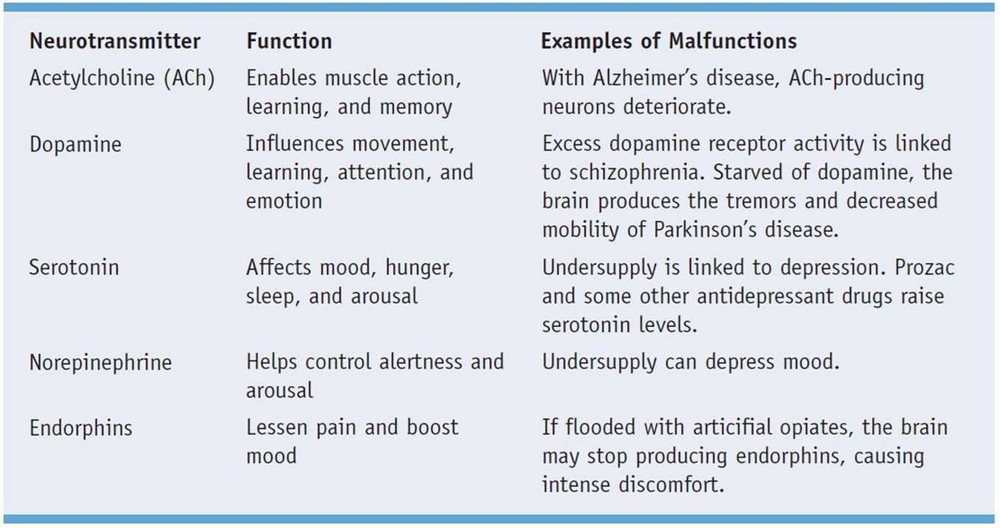 Neurotransmitter Function Examples of Malfunctions
Acetylcholine (ACh) Enables muscle action, With Alzheimer’s disease, ACh-producing
learning, and memory neurons deteriorate.
Dopamine Influences movement, Excess dopamine receptor activity is linked
learning, attention, and to schizophrenia. Starved of dopamine, the
emotion brain produces the tremors and decreased
mobility of Parkinson’s disease.
Serotonin Affects mood, hunger, Undersupply is linked to depression. Prozac
sleep, and arousal and some other antidepressant drugs raise
serotonin levels.
Norepinephrine Helps control alertness and Undersupply can depress mood.
arousal
Endorphins Lessen pain and boost If flooded with articifial opiates, the brain
mood may stop producing endorphins, causing
intense discomfort.